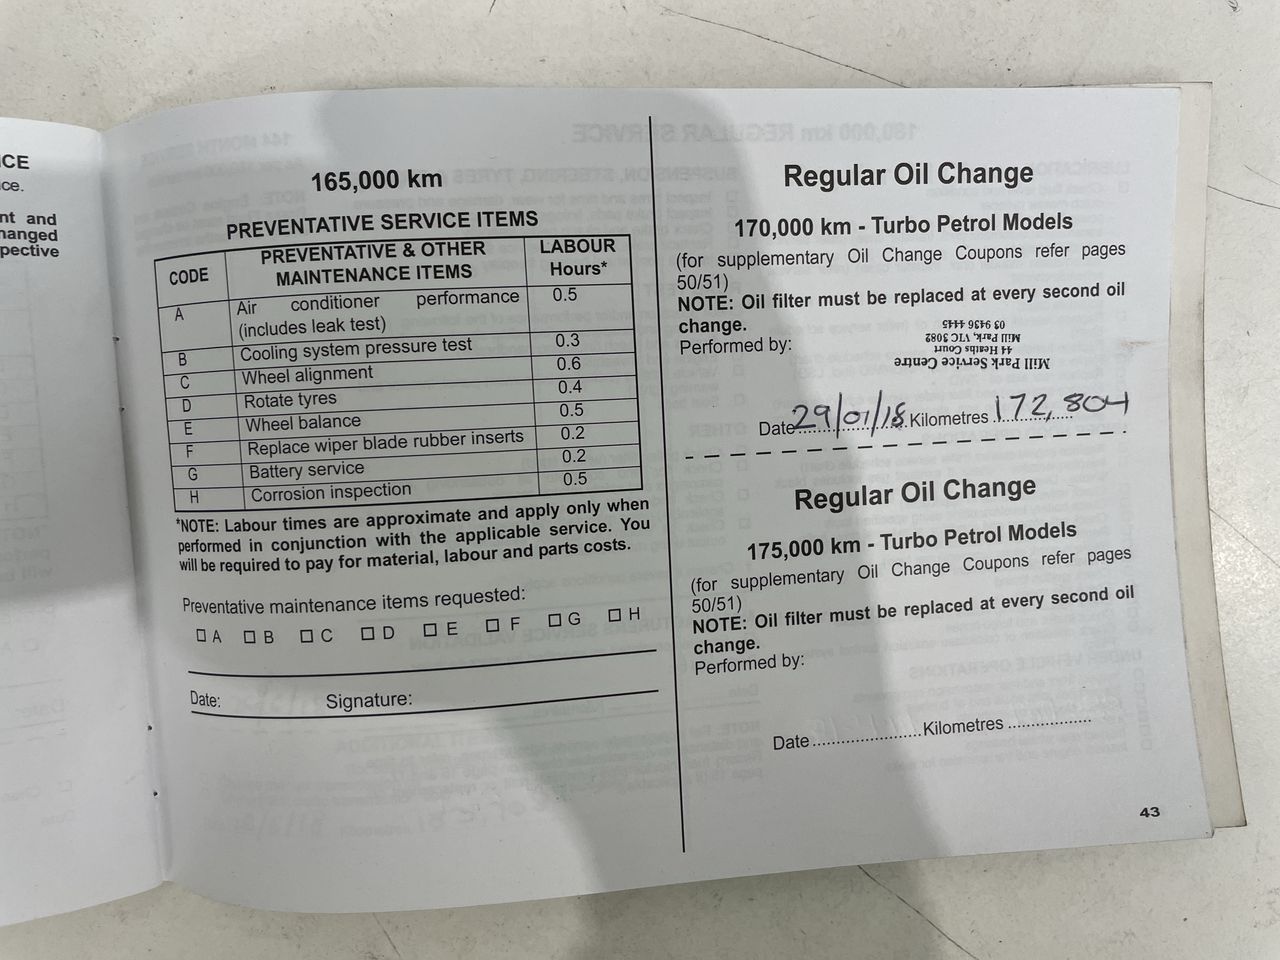 ICE
ice.
nt and
hanged
pective
165,000 km
PREVENTATIVE SERVICE ITEMS
CODE PREVENTATIVE & OTHER MAINTENANCE ITEMS LABOUR Hours*
A Air conditioner performance (includes leak test) 0.5
B Cooling system pressure test 0.3
C Wheel alignment 0.6
D Rotate tyres 0.4
E Wheel balance 0.5
F Replace wiper blade rubber inserts 0.2
G Battery service 0.2
H Corrosion inspection 0.5
*NOTE: Labour times are approximate and apply only when
performed in conjunction with the applicable service. You
will be required to pay for material, labour and parts costs.
Preventative maintenance items requested:
☐ A ☐ B ☐ C ☐ D ☐ E ☐ F ☐ G ☐ H
Date: Signature:
Regular Oil Change
170,000 km - Turbo Petrol Models
(for supplementary Oil Change Coupons refer pages
50/51)
NOTE: Oil filter must be replaced at every second oil
change.
Performed by:
Mill Park Service Centre
44 Heaths Court
Mill Park, VIC 3082
03 9436 4445
Date 29/01/18 Kilometres 172,804
Regular Oil Change
175,000 km - Turbo Petrol Models
(for supplementary Oil Change Coupons refer pages
50/51)
NOTE: Oil filter must be replaced at every second oil
change.
Performed by:
Date ...................... Kilometres .................
43